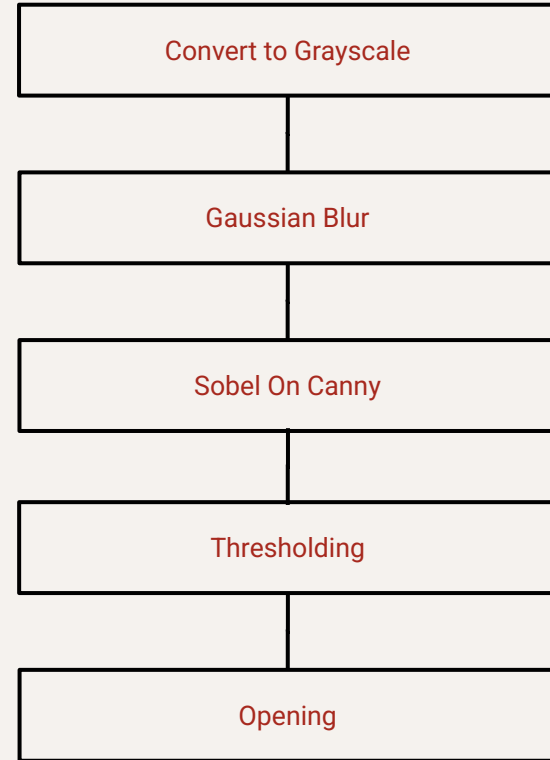 Convert to Grayscale
Gaussian Blur
Sobel On Canny
Thresholding
Opening